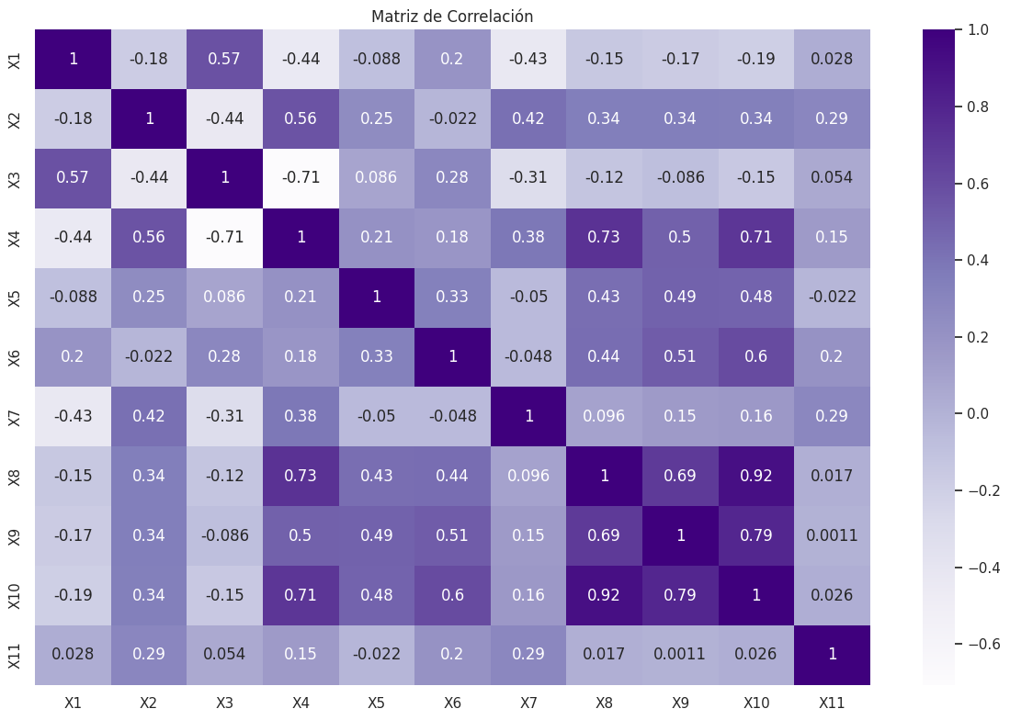 Matriz de Correlación
X1 1 -0.18 0.57 -0.44 -0.088 0.2 -0.43 -0.15 -0.17 -0.19 0.028
X2 -0.18 1 -0.44 0.56 0.25 -0.022 0.42 0.34 0.34 0.34 0.29
X3 0.57 -0.44 1 -0.71 0.086 0.28 -0.31 -0.12 -0.086 -0.15 0.054
X4 -0.44 0.56 -0.71 1 0.21 0.18 0.38 0.73 0.5 0.71 0.15
X5 -0.088 0.25 0.086 0.21 1 0.33 -0.05 0.43 0.49 0.48 -0.022
X6 0.2 -0.022 0.28 0.18 0.33 1 -0.048 0.44 0.51 0.6 0.2
X7 -0.43 0.42 -0.31 0.38 -0.05 -0.048 1 0.096 0.15 0.16 0.29
X8 -0.15 0.34 -0.12 0.73 0.43 0.44 0.096 1 0.69 0.92 0.017
X9 -0.17 0.34 -0.086 0.5 0.49 0.51 0.15 0.69 1 0.79 0.0011
X10 -0.19 0.34 -0.15 0.71 0.48 0.6 0.16 0.92 0.79 1 0.026
X11 0.028 0.29 0.054 0.15 -0.022 0.2 0.29 0.017 0.0011 0.026 1
X1 X2 X3 X4 X5 X6 X7 X8 X9 X10 X11
1.0
0.8
0.6
0.4
0.2
0.0
−0.2
−0.4
−0.6